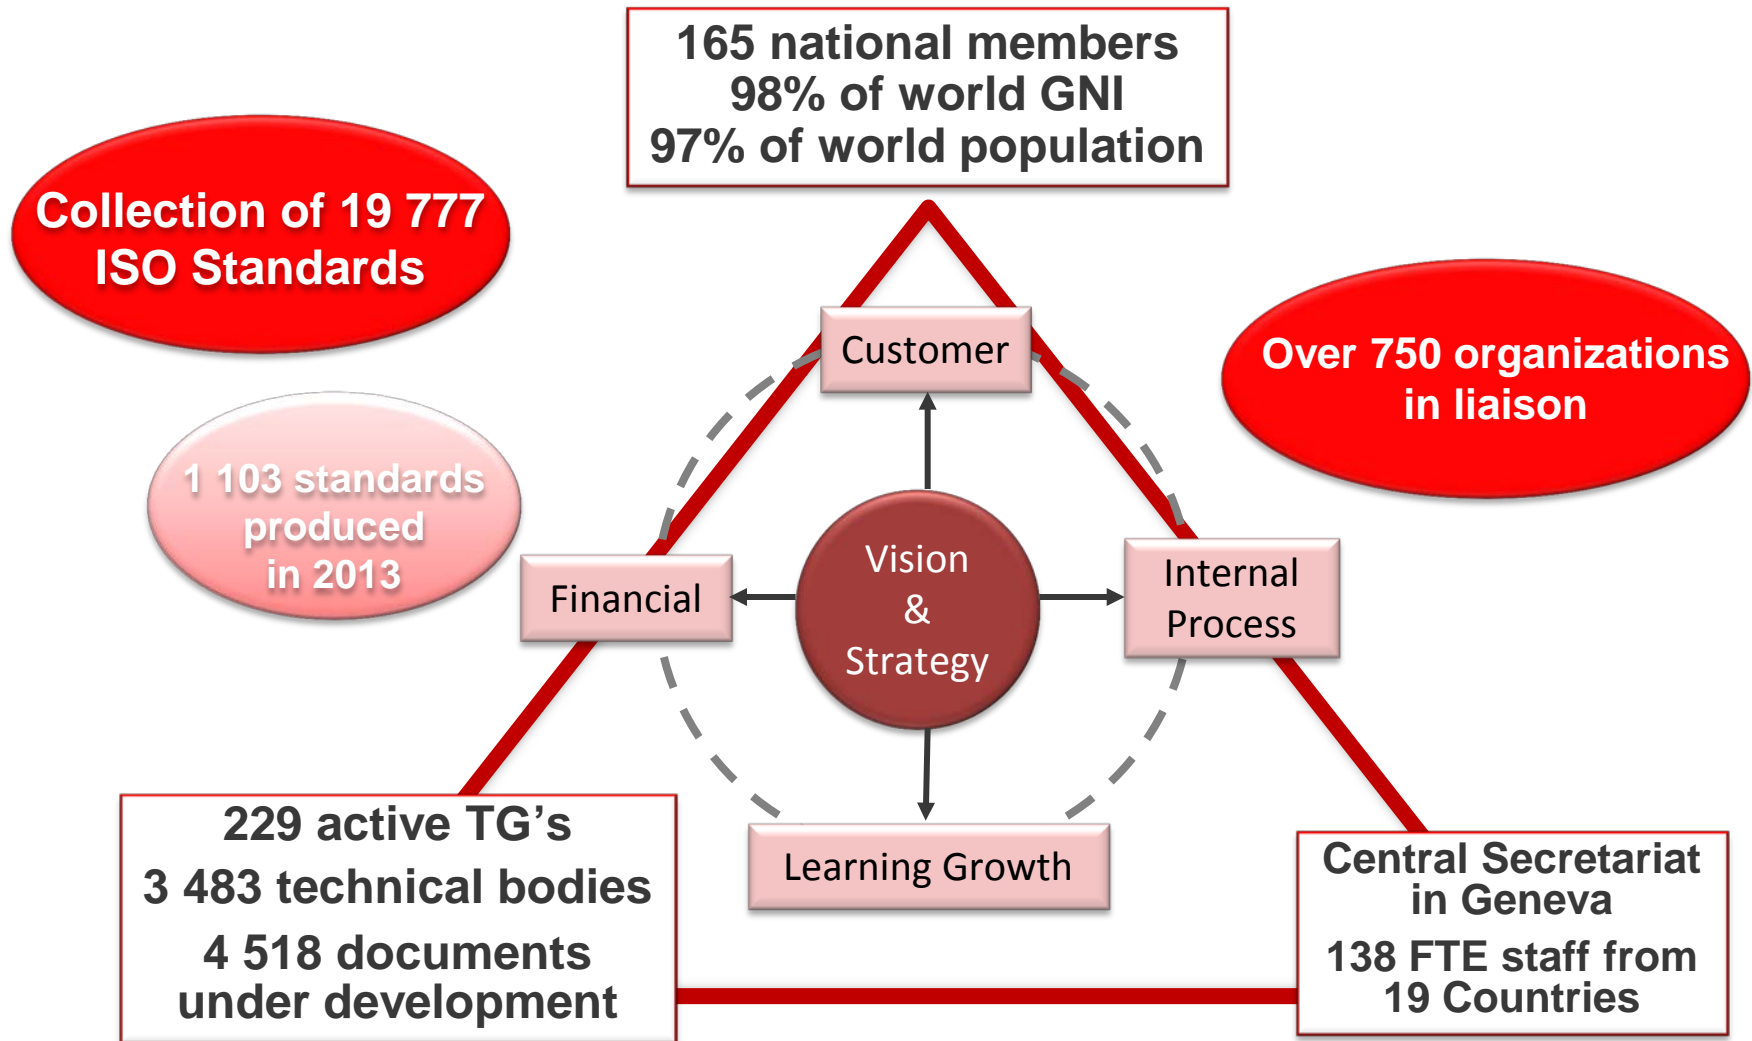 165 national members
98% of world GNI
97% of world population
Collection of 19 777
ISO Standards
Over 750 organizations
in liaison
1 103 standards
produced
in 2013
Customer
Financial
Vision
&
Strategy
Internal
Process
Learning Growth
229 active TG’s
3 483 technical bodies
4 518 documents
under development
Central Secretariat
in Geneva
138 FTE staff from
19 Countries